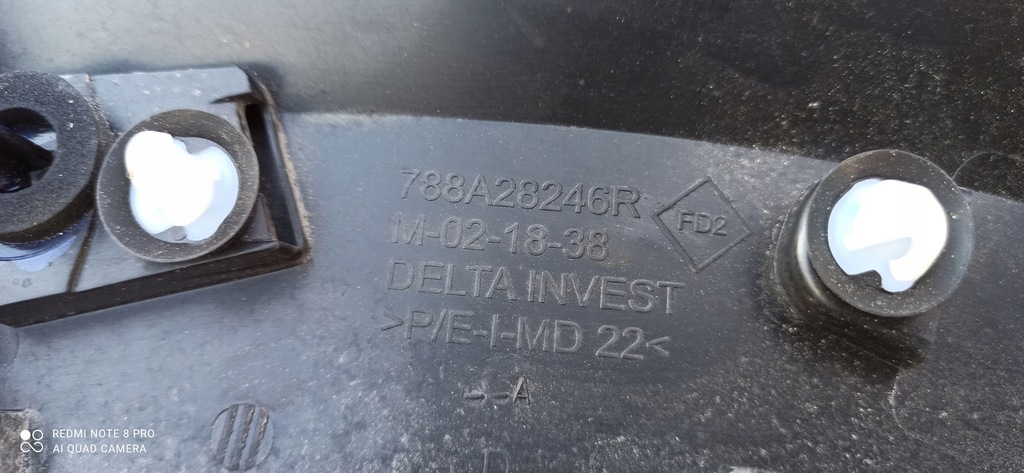 788A28246R
FD2
M-02-18-38
DELTA INVEST
>P/E-I-MD 22<
A
REDMI NOTE 8 PRO
AI QUAD CAMERA